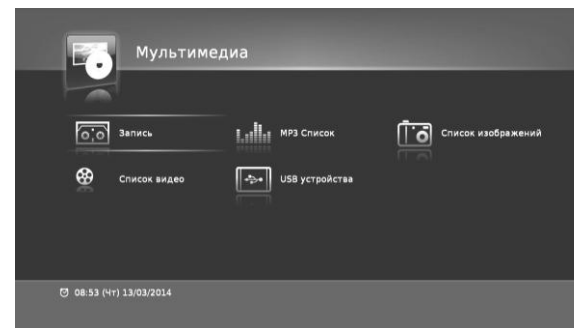 Мультимедиа
Запись
MP3 Список
Список изображений
Список видео
USB устройства
08:53 (Чт) 13/03/2014